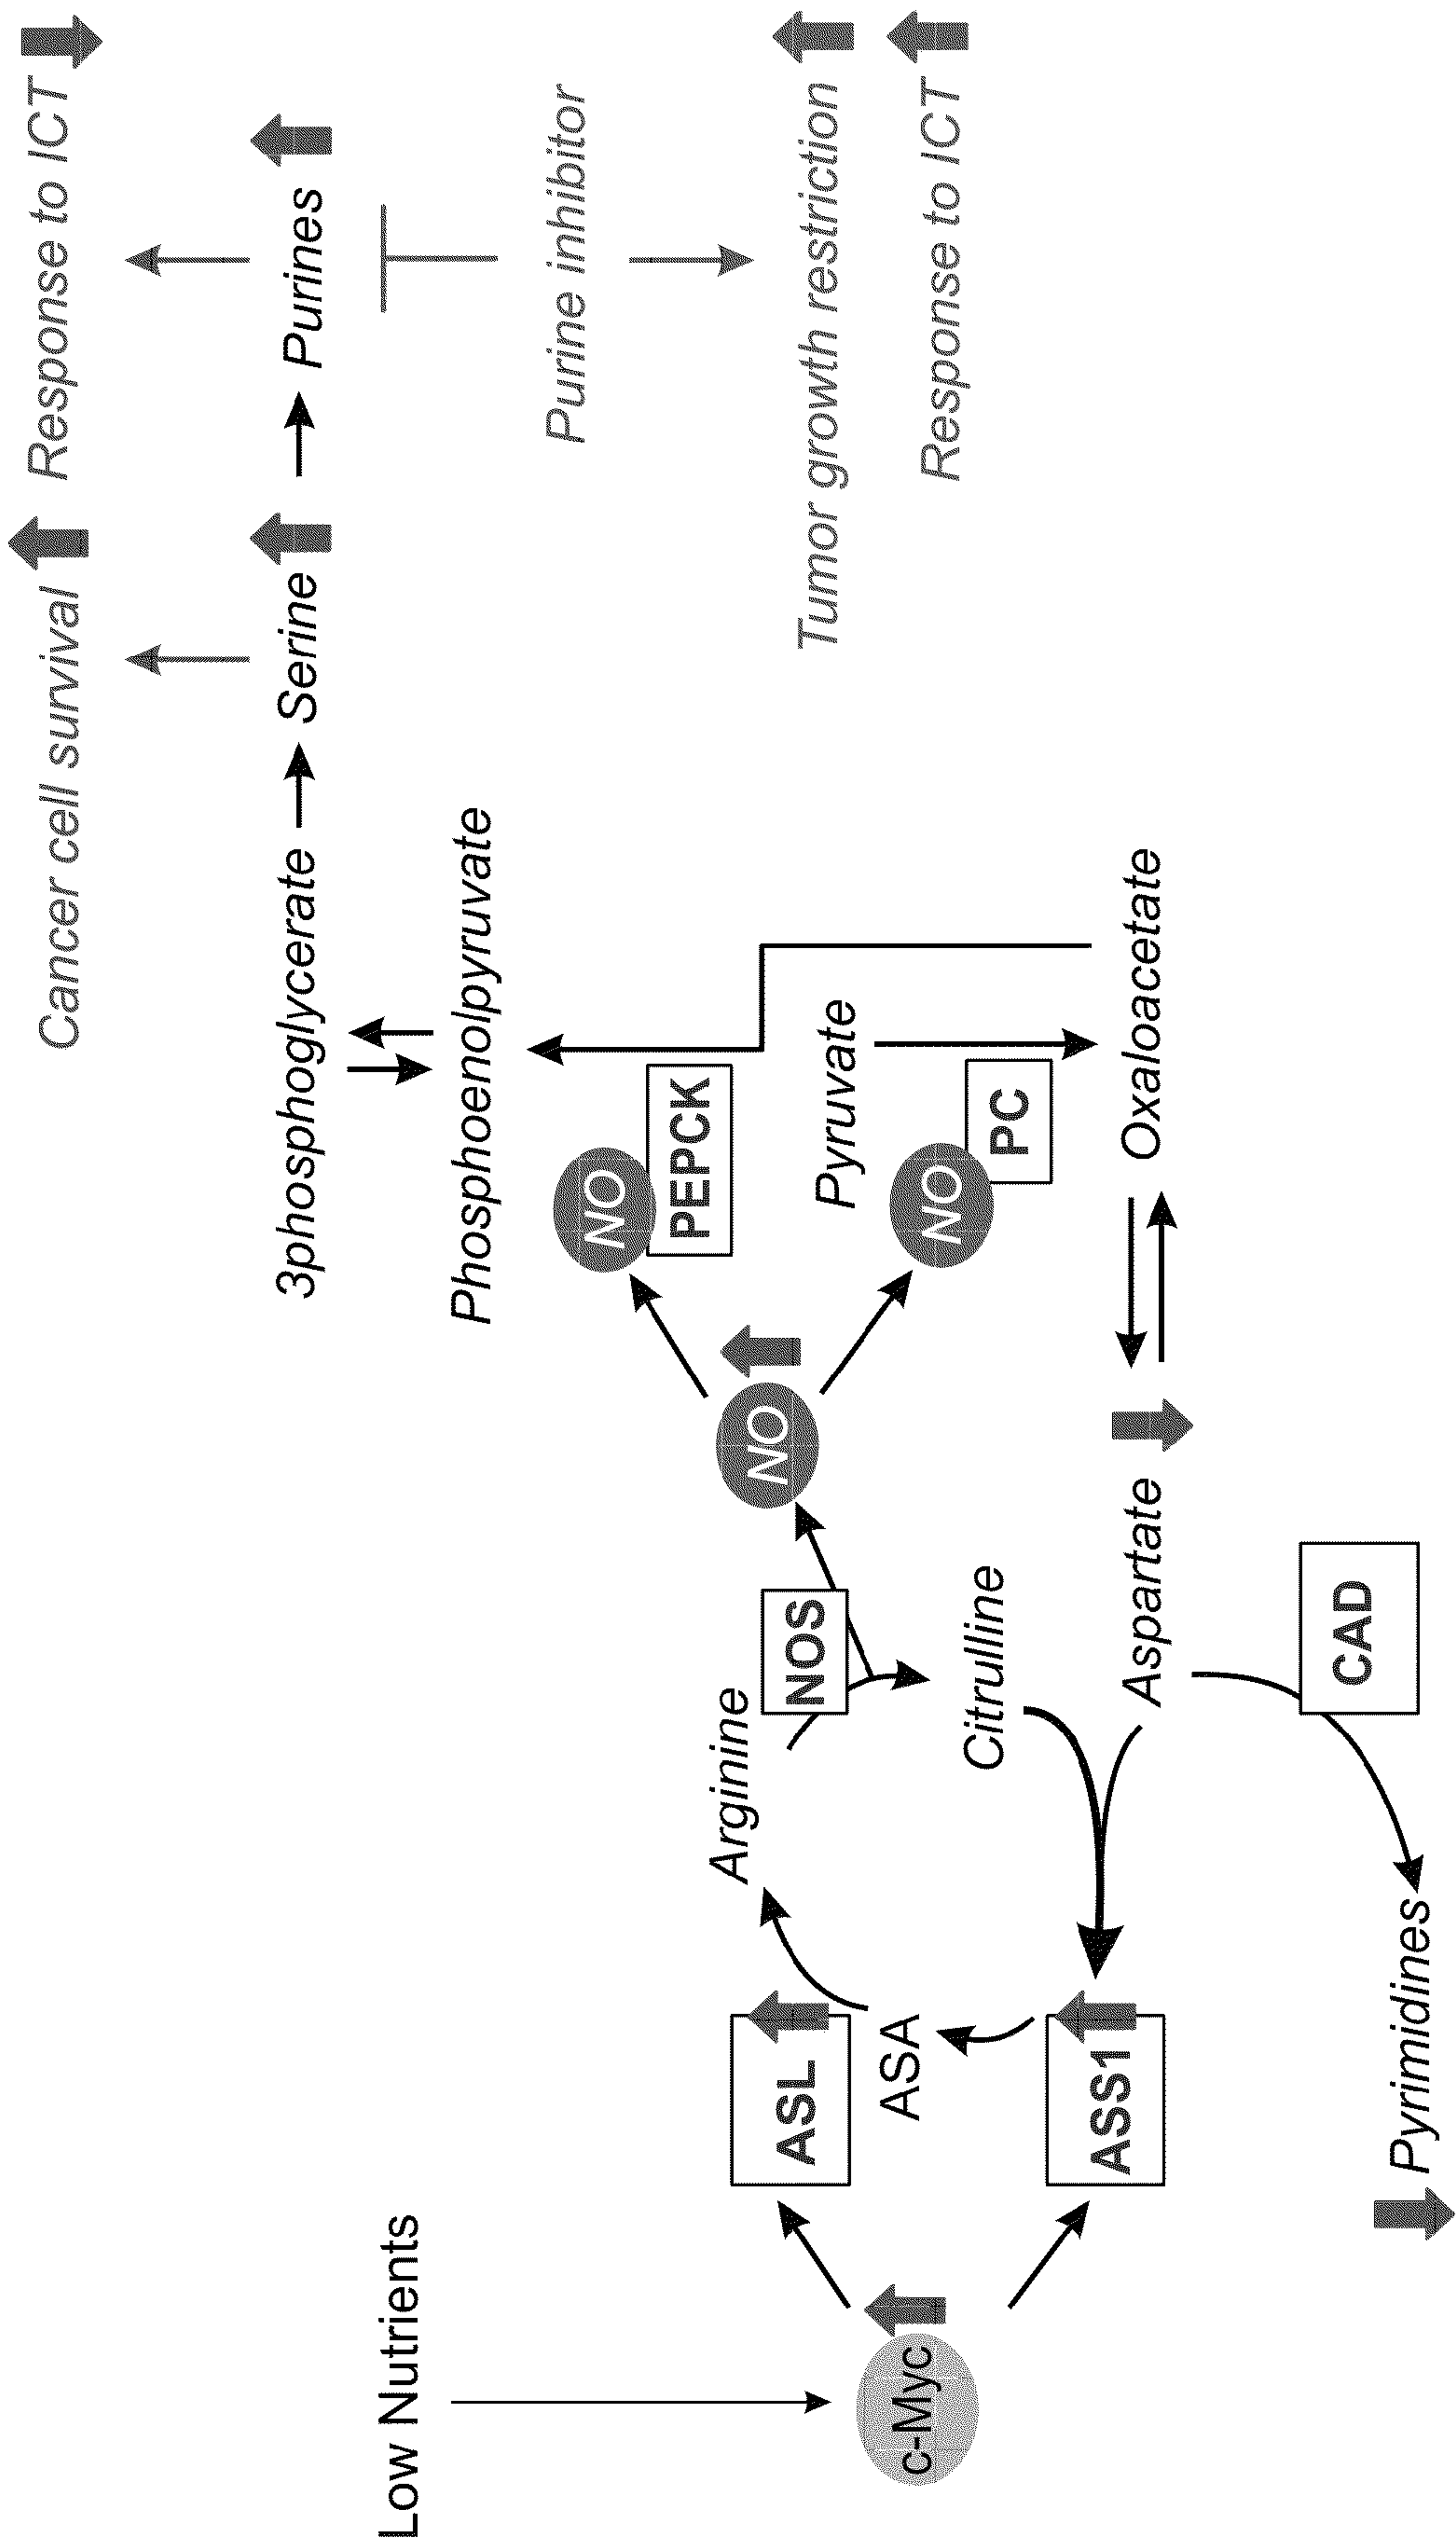 Cancer cell survival
Response to ICT
3phosphoglycerate
Serine
Purines
Low Nutrients
Phosphoenolpyruvate
Purine inhibitor
NO
PEPCK
Arginine
NOS
NO
Pyruvate
Tumor growth restriction
Response to ICT
ASL
ASA
c-Myc
Citrulline
NO
PC
ASS1
Aspartate
Oxaloacetate
CAD
Pyrimidines